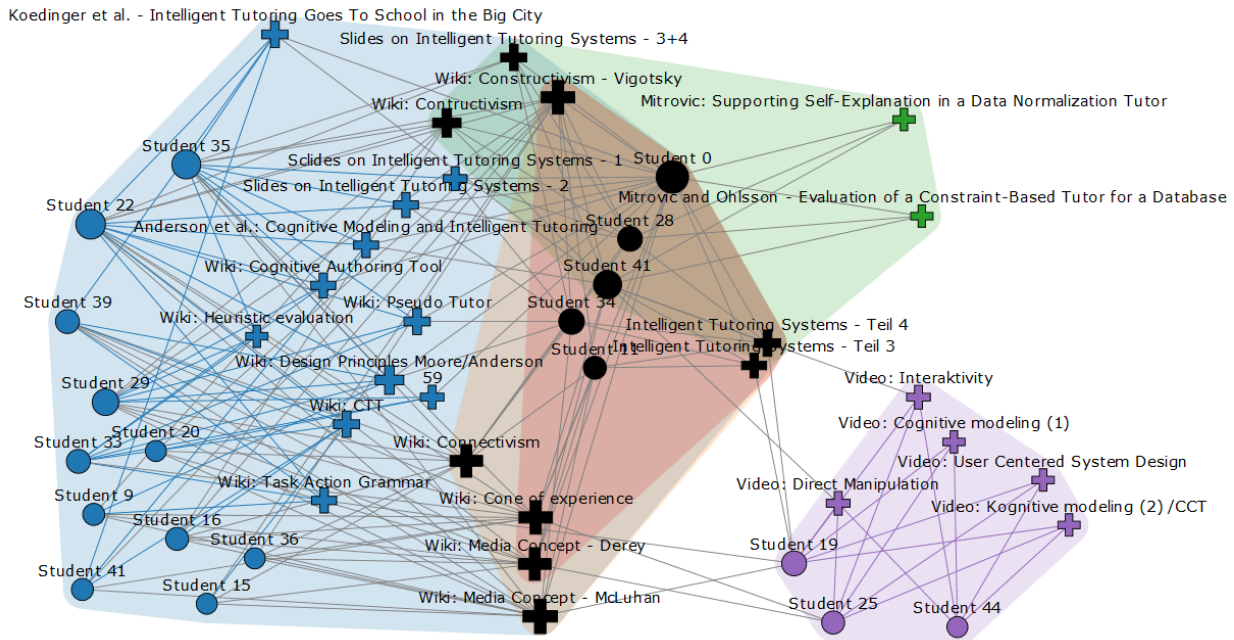 Koedinger et al. - Intelligent Tutoring Goes To School in the Big City
Slides on Intelligent Tutoring Systems - 3+4
Wiki: Constructivism - Vigotsky
Wiki: Contructivism
Mitrovic: Supporting Self-Explanation in a Data Normalization Tutor
Student 35
Sclides on Intelligent Tutoring Systems - 1
Student 0
Slides on Intelligent Tutoring Systems - 2
Mitrovic and Ohlsson - Evaluation of a Constraint-Based Tutor for a Database
Student 22
Anderson et al.: Cognitive Modeling and Intelligent Tutoring
Student 28
Wiki: Cognitive Authoring Tool
Student 41
Student 39
Wiki: Pseudo Tutor
Student 34
Wiki: Heuristic evaluation
Intelligent Tutoring Systems - Teil 4
Student 11
Intelligent Tutoring Systems - Teil 3
Wiki: Design Principles Moore/Anderson
59
Video: Interaktivity
Student 29
Wiki: CTT
Video: Cognitive modeling (1)
Student 33
Student 20
Wiki: Connectivism
Video: User Centered System Design
Wiki: Task Action Grammar
Video: Direct Manipulation
Student 9
Wiki: Cone of experience
Video: Kognitive modeling (2) /CCT
Student 16
Student 36
Wiki: Media Concept - Derey
Student 19
Student 41
Student 15
Wiki: Media Concept - McLuhan
Student 25
Student 44